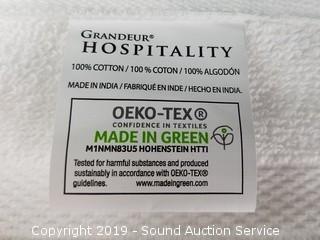 GRANDEUR® HOSPITALITY
100% COTTON / 100 % COTON / 100% ALGODÓN
MADE IN INDIA / FABRIQUÉ EN INDE / HECHO EN INDIA.
OEKO-TEX®
CONFIDENCE IN TEXTILES
MADE IN GREEN
M1NMN83U5 HOHENSTEIN HTTI
Tested for harmful substances and produced
sustainably in accordance with OEKO-TEX®
guidelines. www.madeingreen.com
Copyright 2019 - Sound Auction Service